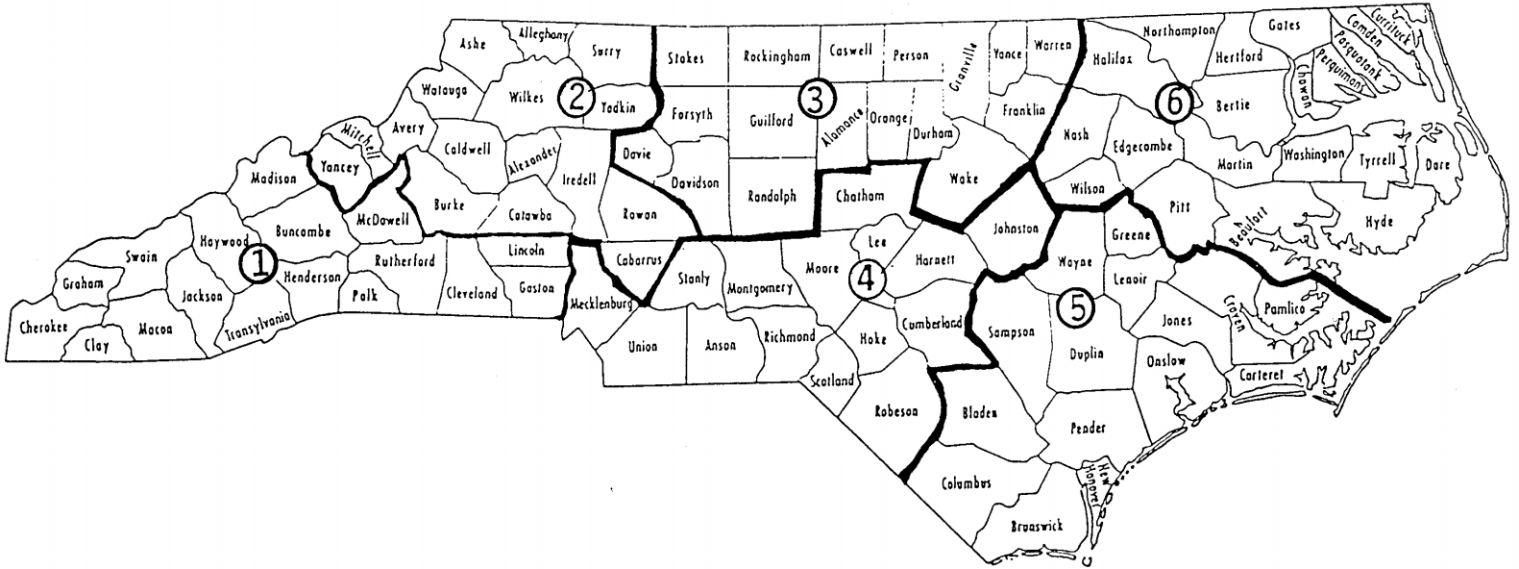 Ashe
Alleghany
Surry
Stokes
Rockingham
Caswell
Person
Granville
Vance
Warren
Halifax
Northampton
Gates
Hertford
Currituck
Camden
Pasquotank
Perquimans
Chowan
Watauga
Wilkes
2
Yadkin
Forsyth
Guilford
3
Alamance
Orange
Durham
Franklin
Nash
6
Bertie
Mitchell
Avery
Caldwell
Alexander
Iredell
Davie
Davidson
Randolph
Chatham
Wake
Edgecombe
Wilson
Martin
Washington
Tyrrell
Dare
Madison
Yancey
McDowell
Burke
Catawba
Rowan
Johnston
Greene
Pitt
Beaufort
Hyde
Swain
Haywood
Buncombe
1
Rutherford
Lincoln
Cabarrus
Stanly
Montgomery
Moore
Lee
4
Harnett
Wayne
Lenoir
Graham
Jackson
Henderson
Polk
Cleveland
Gaston
Mecklenburg
Cherokee
Clay
Macon
Transylvania
Union
Anson
Richmond
Scotland
Hoke
Cumberland
Sampson
5
Duplin
Jones
Craven
Pamlico
Onslow
Carteret
Robeson
Bladen
Pender
Columbus
New
Hanover
Brunswick